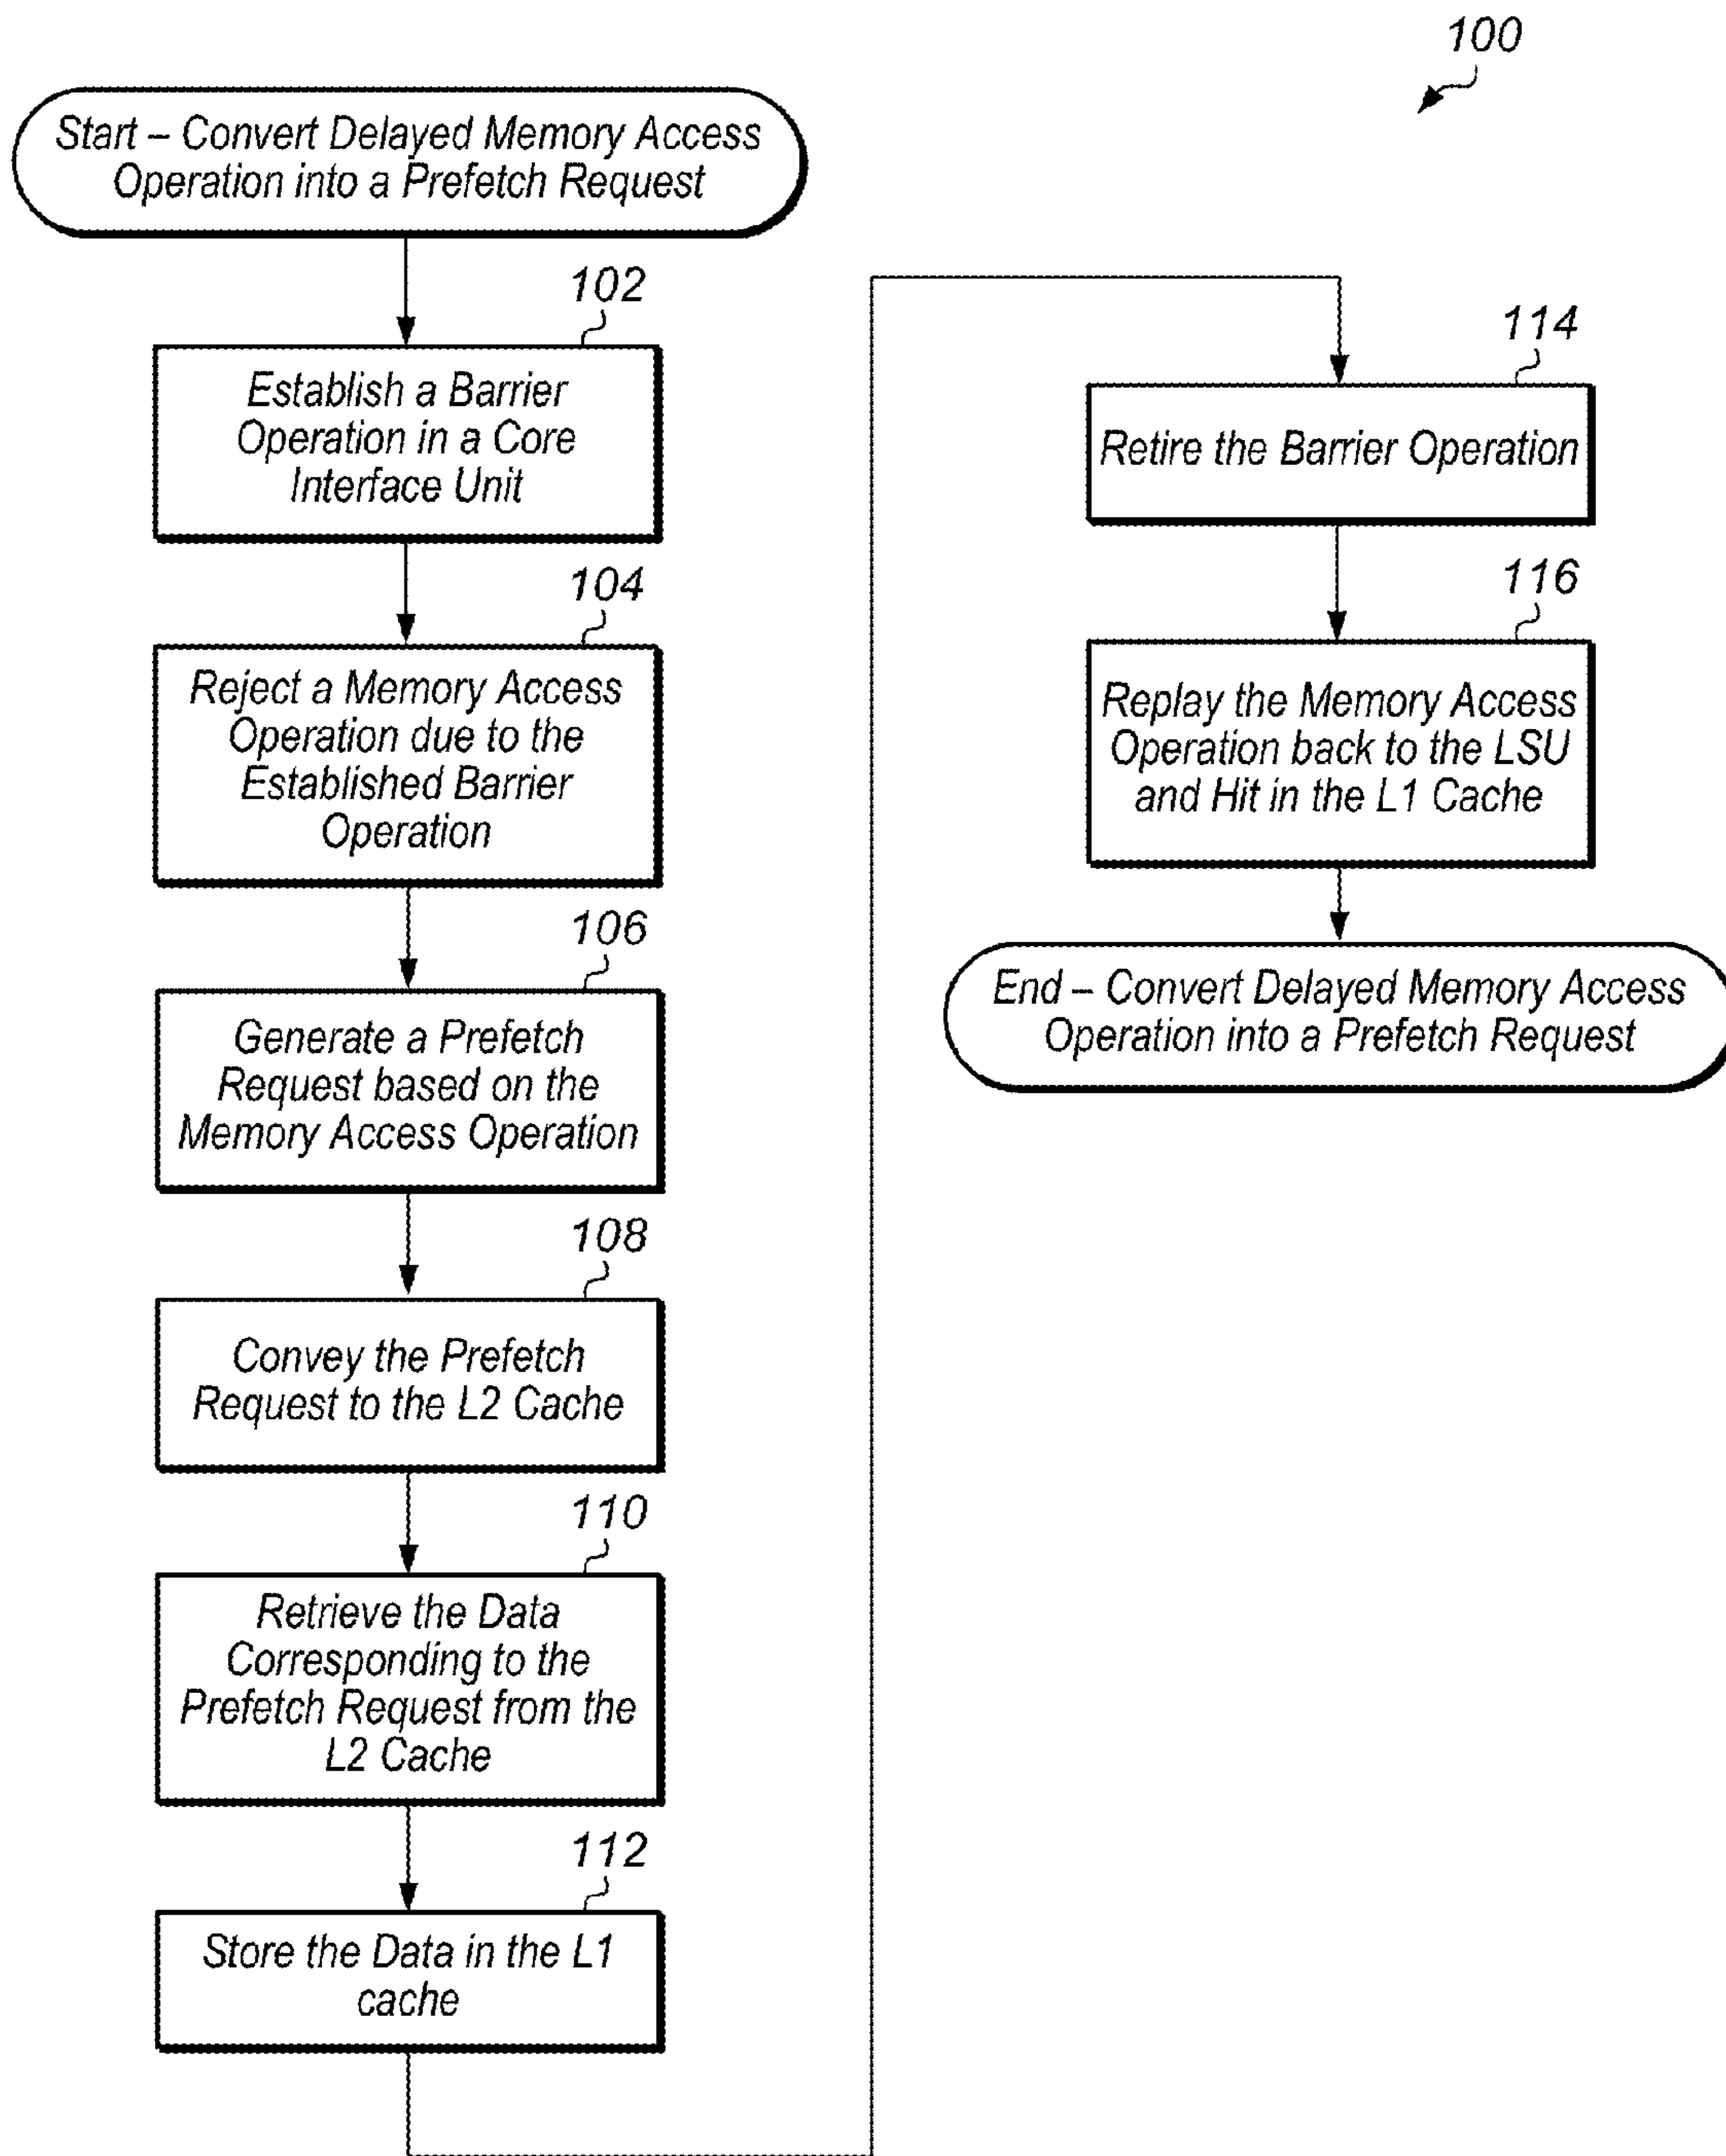 100
Start – Convert Delayed Memory Access
Operation into a Prefetch Request
102
Establish a Barrier
Operation in a Core
Interface Unit
104
Reject a Memory Access
Operation due to the
Established Barrier
Operation
106
Generate a Prefetch
Request based on the
Memory Access Operation
108
Convey the Prefetch
Request to the L2 Cache
110
Retrieve the Data
Corresponding to the
Prefetch Request from the
L2 Cache
112
Store the Data in the L1
cache
114
Retire the Barrier Operation
116
Replay the Memory Access
Operation back to the LSU
and Hit in the L1 Cache
End – Convert Delayed Memory Access
Operation into a Prefetch Request